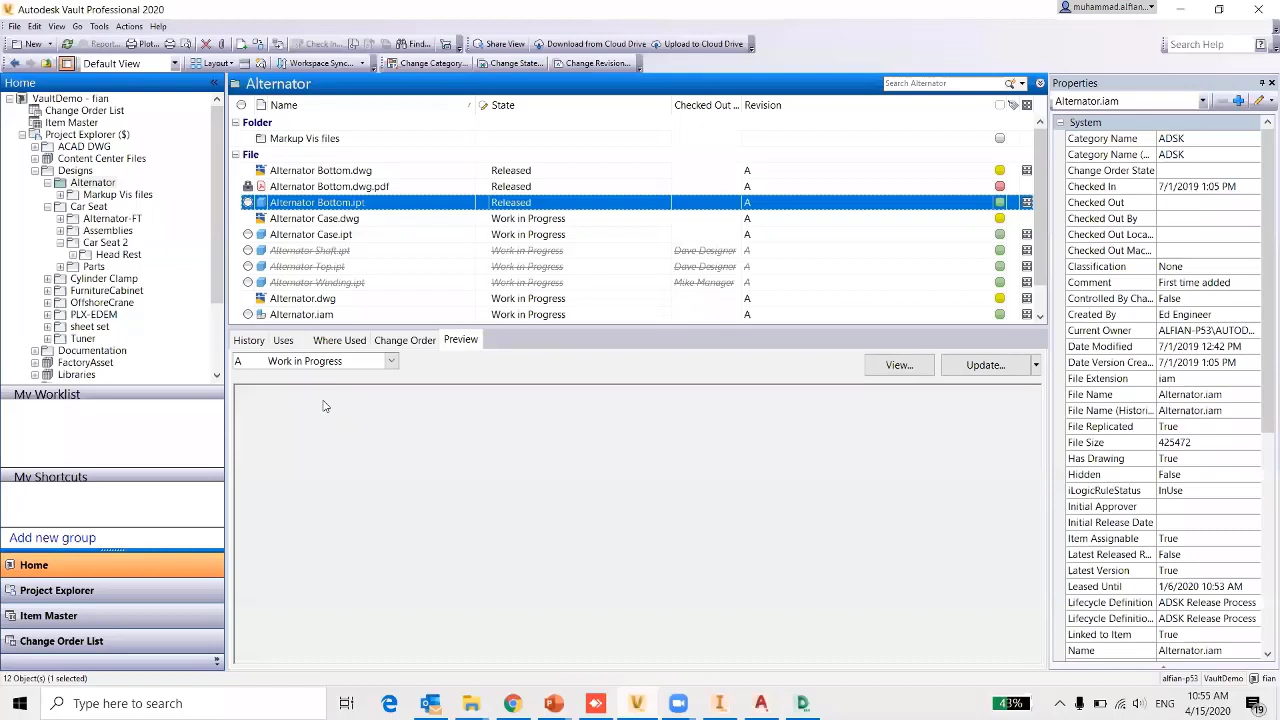 Autodesk Vault Professional 2020
muhammed.alfian...
File Edit View Go Tools Actions Help
New Report... Plot... Check In... Find... Share View Download from Cloud Drive Upload to Cloud Drive
Search Help
Default View Layout Workspace Sync... Change Category... Change State... Change Revision...
Home
VaultDemo - fian
Change Order List
Item Master
Project Explorer ($)
ACAD DWG
Content Center Files
Designs
Alternator
Markup Vis files
Car Seat
Alternator-FT
Assemblies
Car Seat 2
Head Rest
Parts
Cylinder Clamp
FurnitureCabinet
OffshoreCrane
PLX-EDEM
sheet set
Tuner
Documentation
FactoryAsset
Libraries
My Worklist
My Shortcuts
Add new group
Home
Project Explorer
Item Master
Change Order List
Alternator
Search Alternator
Name State Checked Out ... Revision
Folder
Markup Vis files
File
Alternator Bottom.dwg Released A
Alternator Bottom.dwg.pdf Released A
Alternator Bottom.ipt Released A
Alternator Case.dwg Work in Progress A
Alternator Case.ipt Work in Progress A
Alternator Shaft.ipt Work in Progress Dave Designer A
Alternator Top.ipt Work in Progress Dave Designer A
Alternator Winding.ipt Work in Progress Mike Manager A
Alternator.dwg Work in Progress A
Alternator.iam Work in Progress A
History Uses Where Used Change Order Preview
A Work in Progress
View... Update...
Properties
Alternator.iam
System
Category Name ADSK
Category Name (... ADSK
Change Order State
Checked In 7/1/2019 1:05 PM
Checked Out
Checked Out By
Checked Out Loca...
Checked Out Mac...
Classification None
Comment First time added
Controlled By Cha... False
Created By Ed Engineer
Current Owner ALFIAN-P53\AUTOD...
Date Modified 7/1/2019 12:42 PM
Date Version Crea... 7/1/2019 1:05 PM
File Extension iam
File Name Alternator.iam
File Name (Histori... Alternator.iam
File Replicated True
File Size 425472
Has Drawing True
Hidden False
iLogicRuleStatus InUse
Initial Approver
Initial Release Date
Item Assignable True
Latest Released R... False
Latest Version True
Leased Until 1/6/2020 10:53 AM
Lifecycle Definition ADSK Release Process
Lifecycle Definitio... ADSK Release Process
Linked to Item True
Name Alternator.iam
12 Object(s) (1 selected)
alfian-p53 VaultDemo fian
Type here to search
43%
ENG
10:55 AM
4/15/2020
19